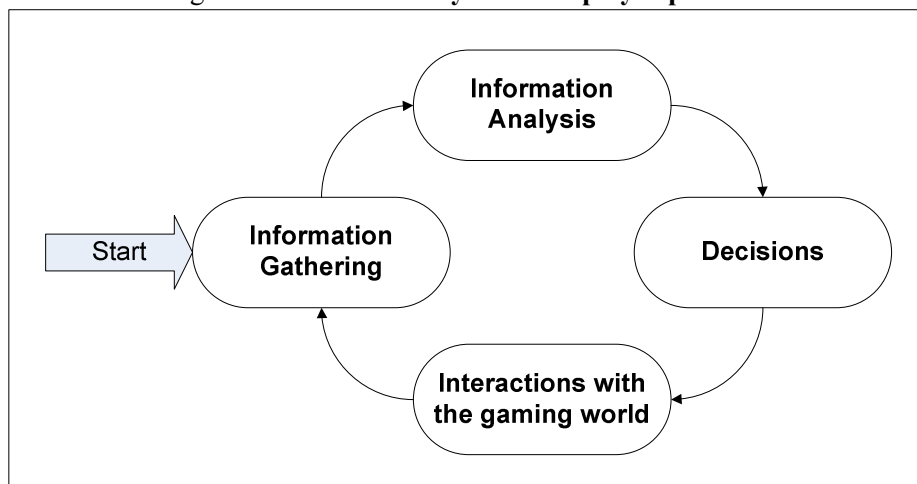 Information
Analysis
Start
Information
Gathering
Decisions
Interactions with
the gaming world